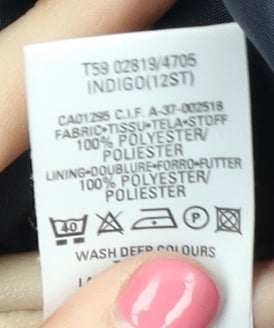 T59 02819/4705
INDIGO(12ST)
CA01295 C.I.F. A-37-002518
FABRIC•TISSU•TELA•STOFF
100% POLYESTER/
POLIESTER
LINING•DOUBLURE•FORRO•FUTTER
100% POLYESTER/
POLIESTER
40 P
WASH DEEP COLOURS